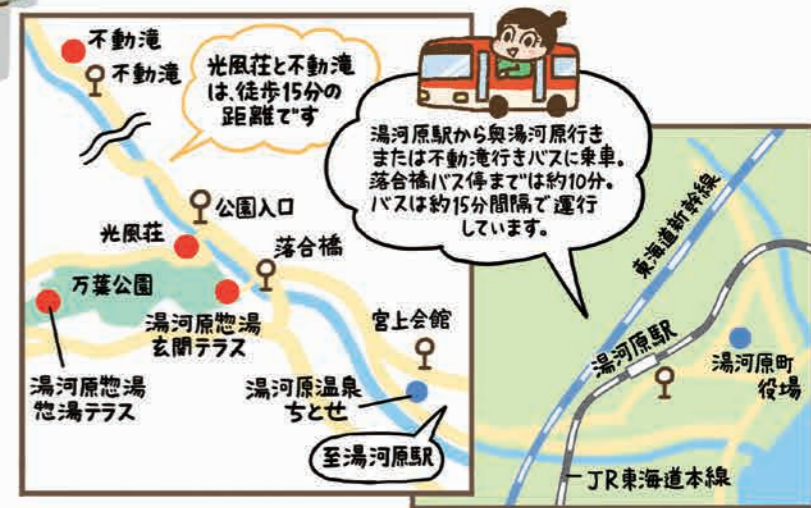 不動滝
不動滝
光風荘と不動滝
は、徒歩15分の
距離です
湯河原駅から奥湯河原行き
または不動滝行きバスに乗車。
落合橋バス停までは約10分。
バスは約15分間隔で運行
しています。
公園入口
光風荘
落合橋
万葉公園
湯河原惣湯
玄関テラス
宮上会館
湯河原惣湯
惣湯テラス
湯河原温泉
ちとせ
至湯河原駅
東海道新幹線
湯河原駅
湯河原町
役場
JR東海道本線